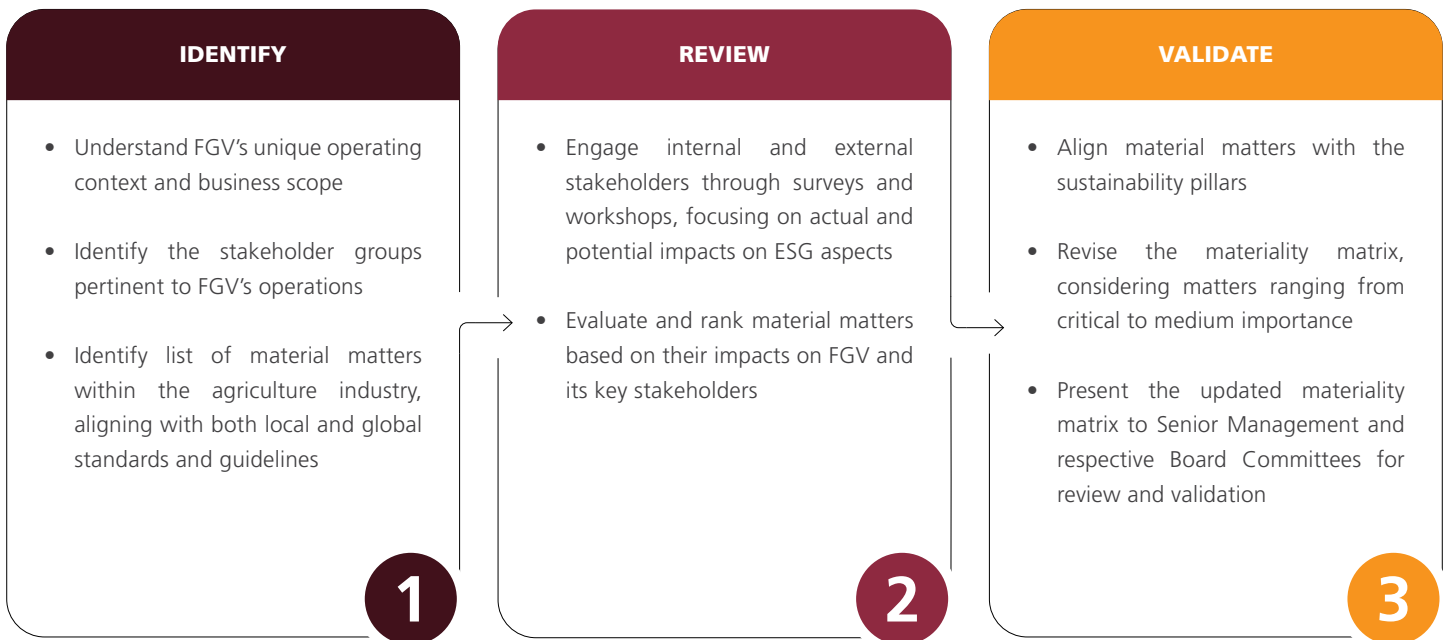 IDENTIFY
• Understand FGV's unique operating
context and business scope
• Identify the stakeholder groups
pertinent to FGV's operations
• Identify list of material matters
within the agriculture industry,
aligning with both local and global
standards and guidelines
1
REVIEW
• Engage internal and external
stakeholders through surveys and
workshops, focusing on actual and
potential impacts on ESG aspects
• Evaluate and rank material matters
based on their impacts on FGV and
its key stakeholders
2
VALIDATE
• Align material matters with the
sustainability pillars
• Revise the materiality matrix,
considering matters ranging from
critical to medium importance
• Present the updated materiality
matrix to Senior Management and
respective Board Committees for
review and validation
3